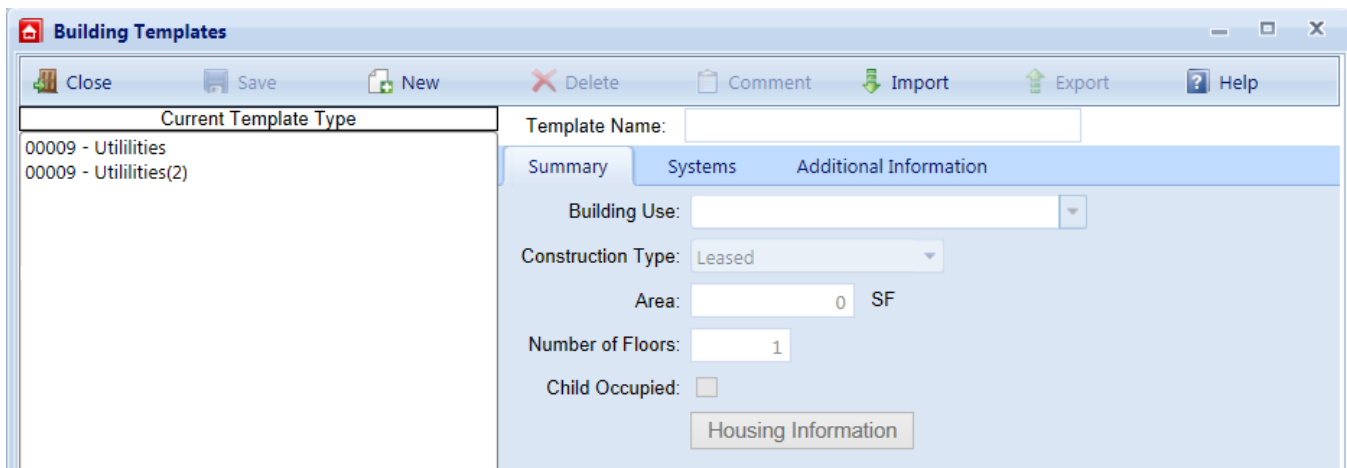 Building Templates
Close Save New Delete Comment Import Export ? Help
Current Template Type
00009 - Utililities
00009 - Utililities(2)
Template Name:
Summary Systems Additional Information
Building Use:
Construction Type: Leased
Area: 0 SF
Number of Floors: 1
Child Occupied:
Housing Information